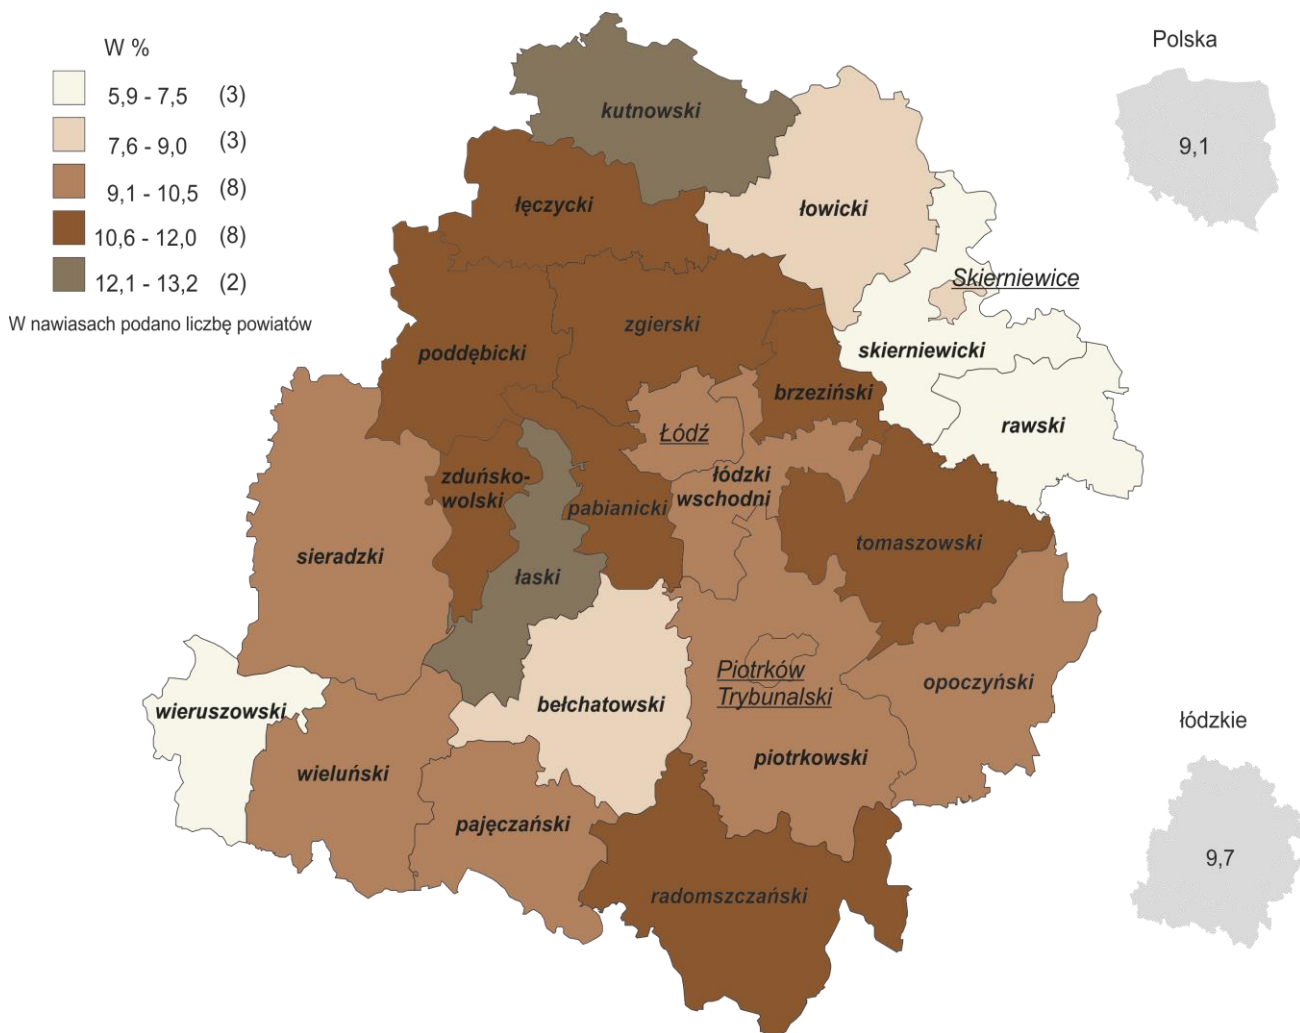 W %
5,9 - 7,5 (3)
7,6 - 9,0 (3)
9,1 - 10,5 (8)
10,6 - 12,0 (8)
12,1 - 13,2 (2)
W nawiasach podano liczbę powiatów
Polska
9,1
kutnowski
łęczycki
łowicki
Skierniewice
zgierski
skierniewicki
poddębicki
brzeziński
rawski
Łódź
zduńsko-
wolski
łódzki
wschodni
pabianicki
tomaszowski
sieradzki
łaski
Piotrków
Trybunalski
opoczyński
wieruszowski
bełchatowski
piotrkowski
wieluński
pajęczański
radomszczański
łódzkie
9,7